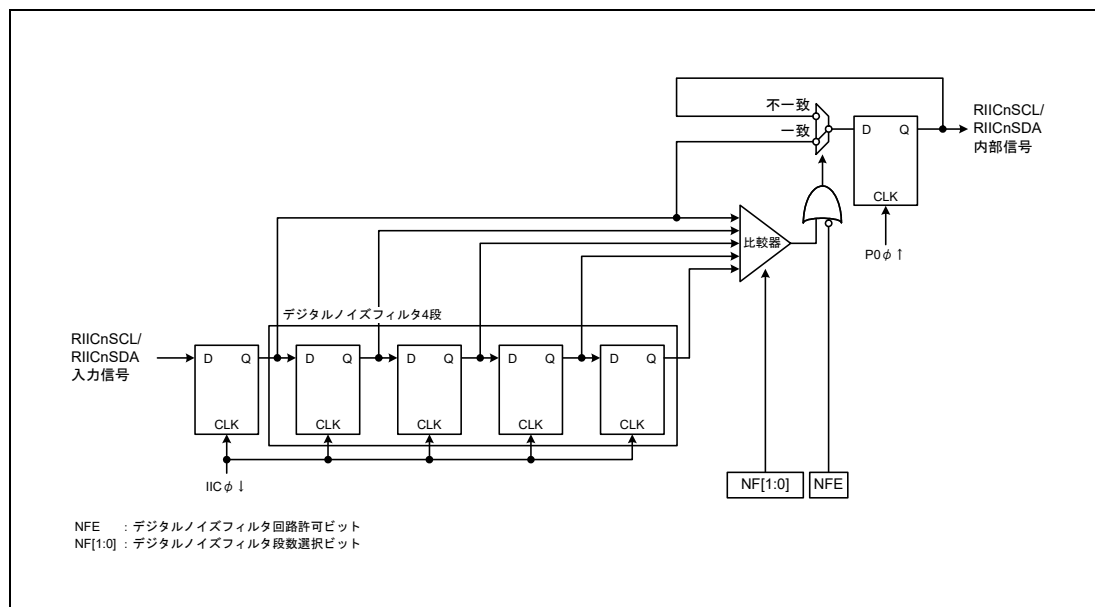 不一致
一致
D Q
CLK
RIICnSCL/
RIICnSDA
内部信号
P0φ↑
比較器
デジタルノイズフィルタ4段
RIICnSCL/
RIICnSDA
入力信号
D Q
CLK
D Q
CLK
D Q
CLK
D Q
CLK
D Q
CLK
IICφ↓
NF[1:0]
NFE
NFE :デジタルノイズフィルタ回路許可ビット
NF[1:0] :デジタルノイズフィルタ段数選択ビット